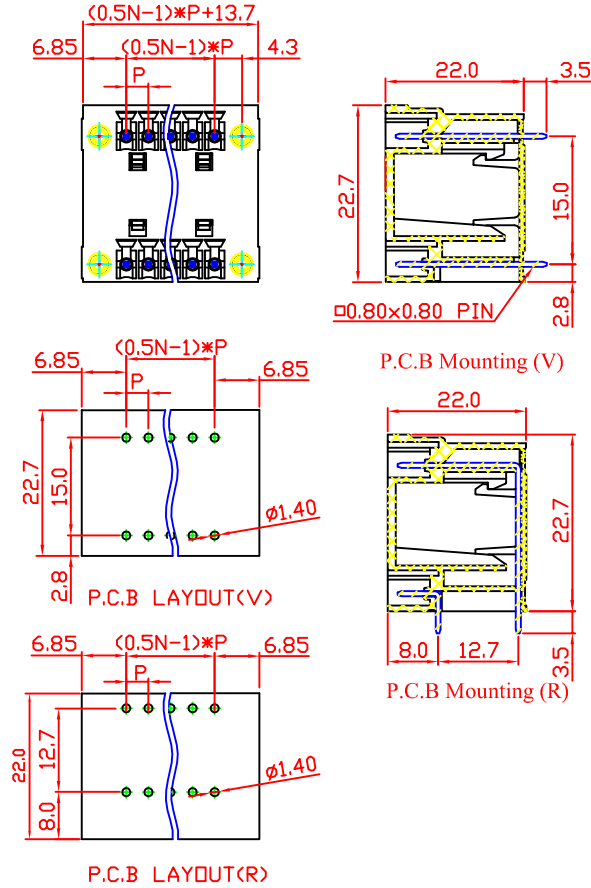 (0.5N-1)*P+13.7
6.85 (0.5N-1)*P 4.3
P
22.0 3.5
22.7
15.0
2.8
□0.80x0.80 PIN
P.C.B Mounting (V)
(0.5N-1)*P
6.85 6.85
P
22.7
15.0
2.8
ø1.40
P.C.B LAYOUT(V)
22.0
22.7
8.0 12.7
3.5
P.C.B Mounting (R)
6.85 (0.5N-1)*P 6.85
P
22.0
12.7
8.0
ø1.40
P.C.B LAYOUT(R)